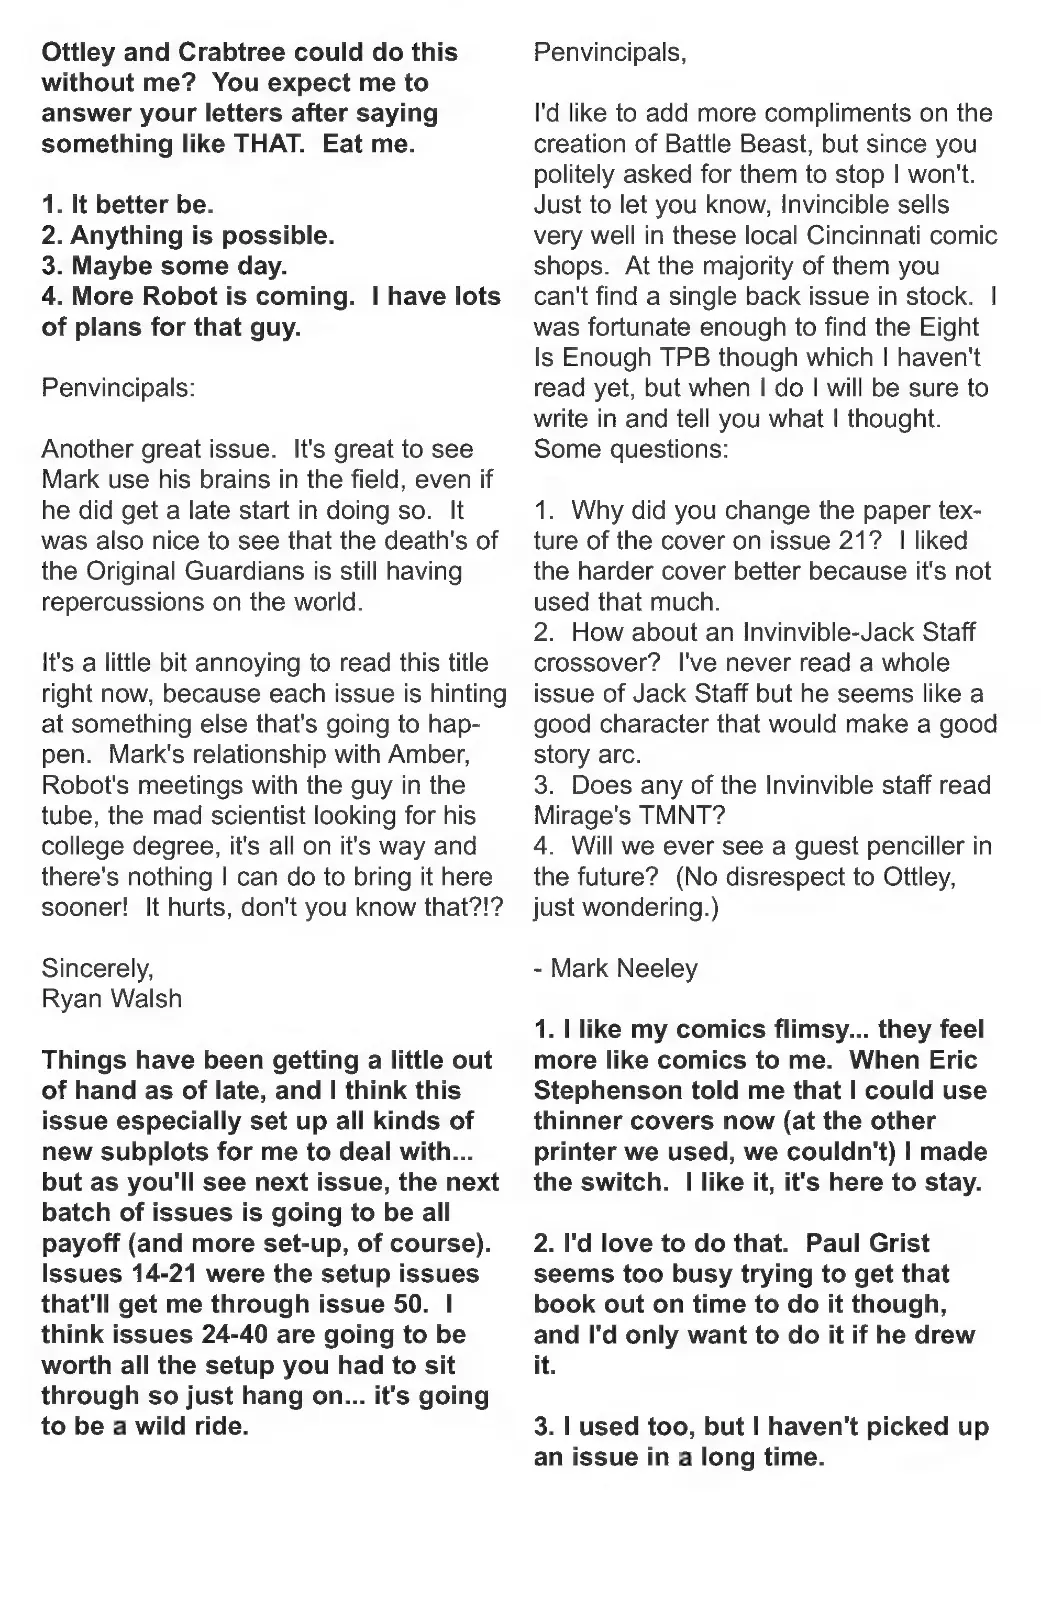 Ottley and Crabtree could do this
without me?  You expect me to
answer your letters after saying
something like THAT.  Eat me.

1. It better be.
2. Anything is possible.
3. Maybe some day.
4. More Robot is coming.  I have lots
of plans for that guy.

Penvincipals:

Another great issue.  It's great to see
Mark use his brains in the field, even if
he did get a late start in doing so.  It
was also nice to see that the death's of
the Original Guardians is still having
repercussions on the world.

It's a little bit annoying to read this title
right now, because each issue is hinting
at something else that's going to hap-
pen.  Mark's relationship with Amber,
Robot's meetings with the guy in the
tube, the mad scientist looking for his
college degree, it's all on it's way and
there's nothing I can do to bring it here
sooner!  It hurts, don't you know that?!?

Sincerely,
Ryan Walsh

Things have been getting a little out
of hand as of late, and I think this
issue especially set up all kinds of
new subplots for me to deal with...
but as you'll see next issue, the next
batch of issues is going to be all
payoff (and more set-up, of course).
Issues 14-21 were the setup issues
that'll get me through issue 50.  I
think issues 24-40 are going to be
worth all the setup you had to sit
through so just hang on... it's going
to be a wild ride.

Penvincipals,

I'd like to add more compliments on the
creation of Battle Beast, but since you
politely asked for them to stop I won't.
Just to let you know, Invincible sells
very well in these local Cincinnati comic
shops.  At the majority of them you
can't find a single back issue in stock.  I
was fortunate enough to find the Eight
Is Enough TPB though which I haven't
read yet, but when I do I will be sure to
write in and tell you what I thought.
Some questions:

1.  Why did you change the paper tex-
ture of the cover on issue 21?  I liked
the harder cover better because it's not
used that much.
2.  How about an Invinvible-Jack Staff
crossover?  I've never read a whole
issue of Jack Staff but he seems like a
good character that would make a good
story arc.
3.  Does any of the Invinvible staff read
Mirage's TMNT?
4.  Will we ever see a guest penciller in
the future?  (No disrespect to Ottley,
just wondering.)

- Mark Neeley

1. I like my comics flimsy... they feel
more like comics to me.  When Eric
Stephenson told me that I could use
thinner covers now (at the other
printer we used, we couldn't) I made
the switch.  I like it, it's here to stay.

2. I'd love to do that.  Paul Grist
seems too busy trying to get that
book out on time to do it though,
and I'd only want to do it if he drew
it.

3. I used too, but I haven't picked up
an issue in a long time.